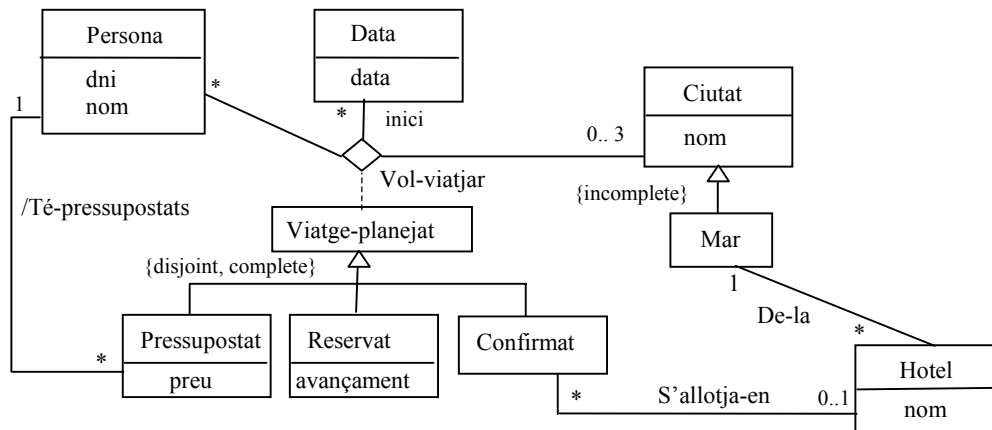 Persona
dni
nom
Data
data
Ciutat
nom
*
*
inici
1
0.. 3
Vol-viatjar
/Té-pressupostats
{incomplete}
Viatge-planejat
Mar
{disjoint, complete}
1
De-la
*
Pressupostat
preu
Reservat
avançament
Confirmat
Hotel
nom
*
*
S'allotja-en
0..1